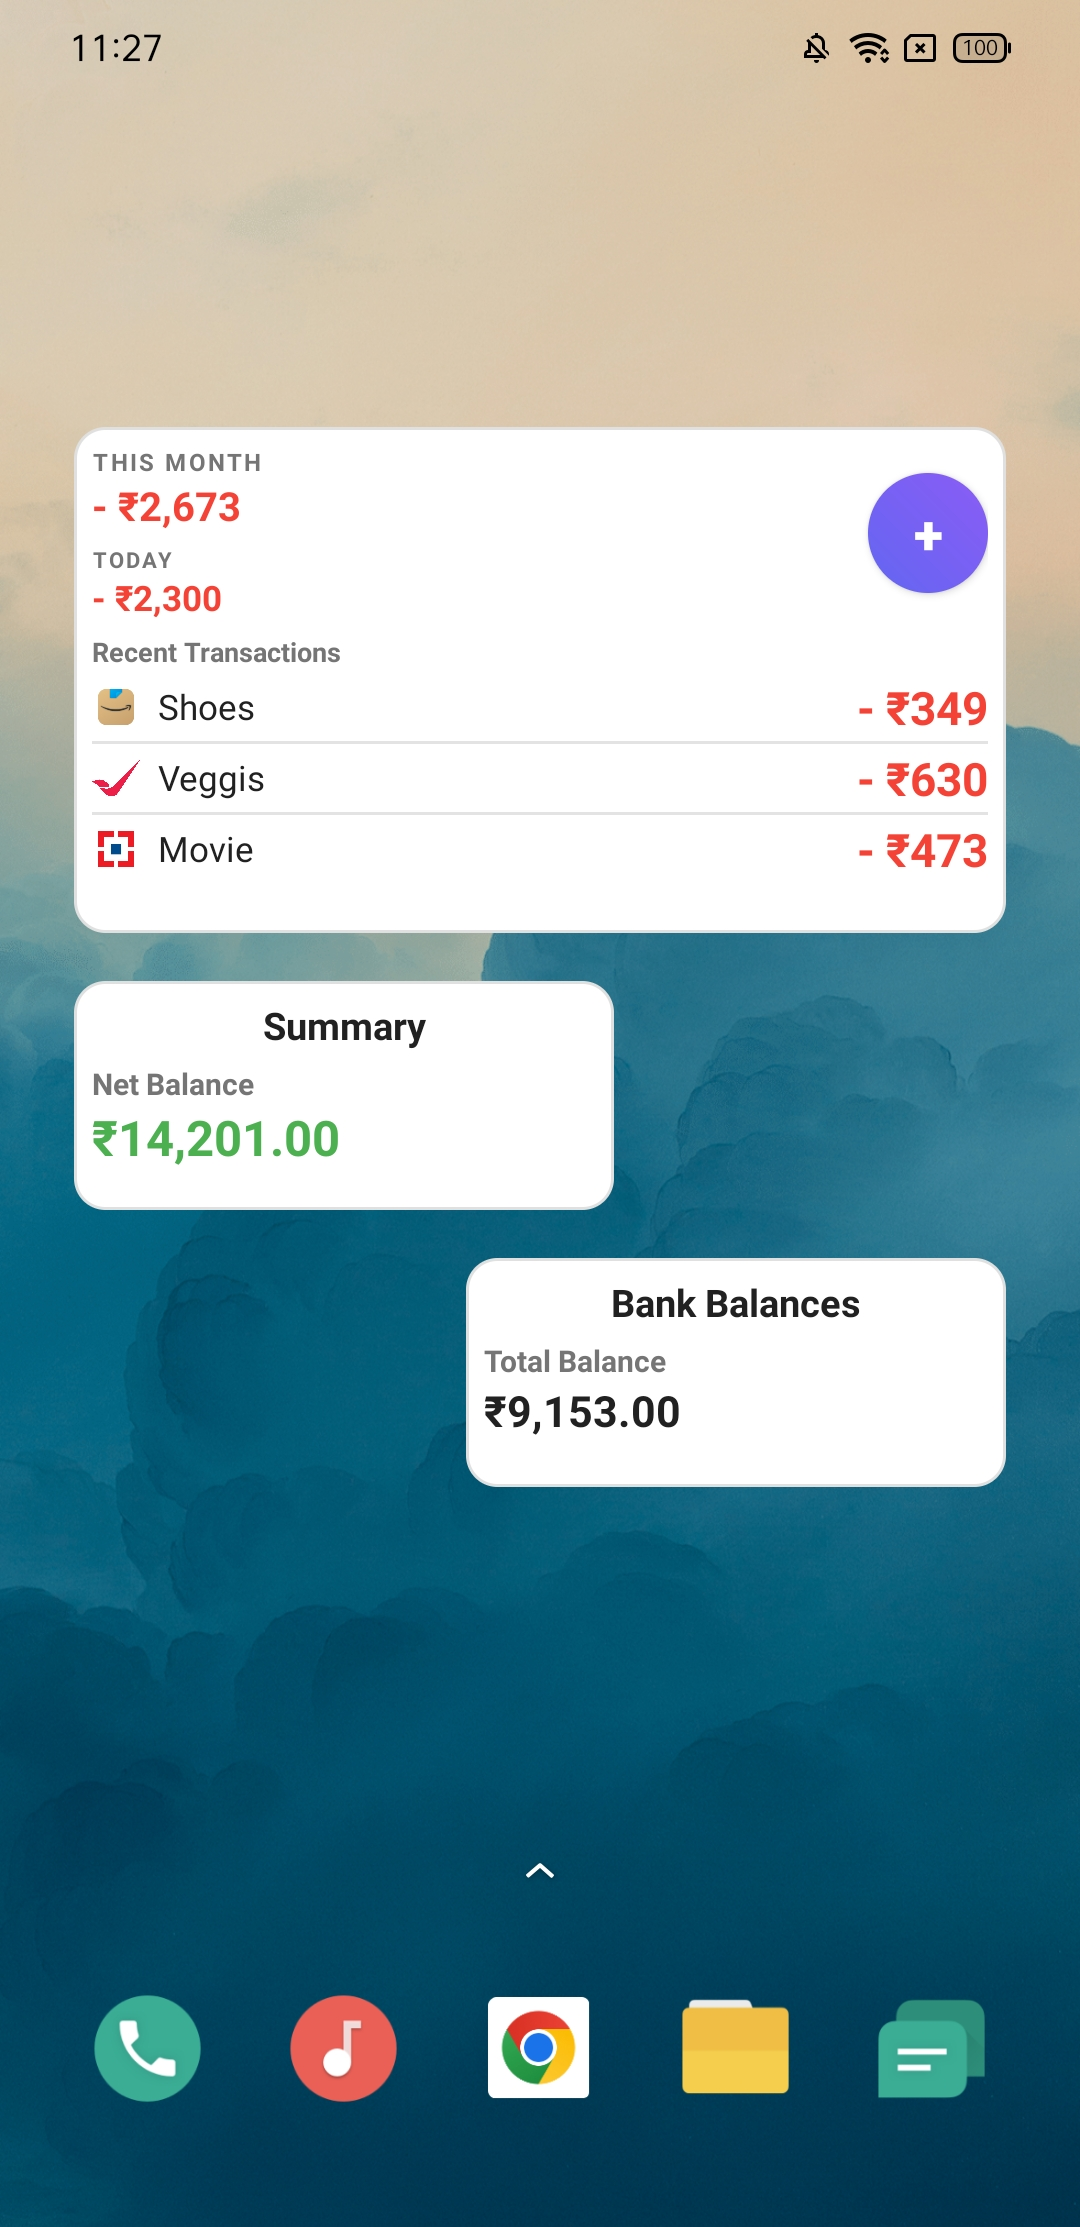 11:27
100
THIS MONTH
- ₹2,673
TODAY
- ₹2,300
Recent Transactions
Shoes - ₹349
Veggis - ₹630
Movie - ₹473
Summary
Net Balance
₹14,201.00
Bank Balances
Total Balance
₹9,153.00